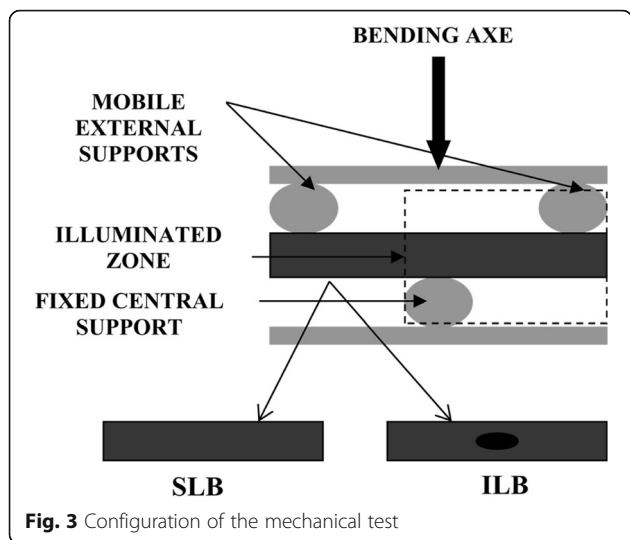 BENDING AXE
MOBILE
EXTERNAL
SUPPORTS
ILLUMINATED
ZONE
FIXED CENTRAL
SUPPORT
SLB
ILB
Fig. 3 Configuration of the mechanical test